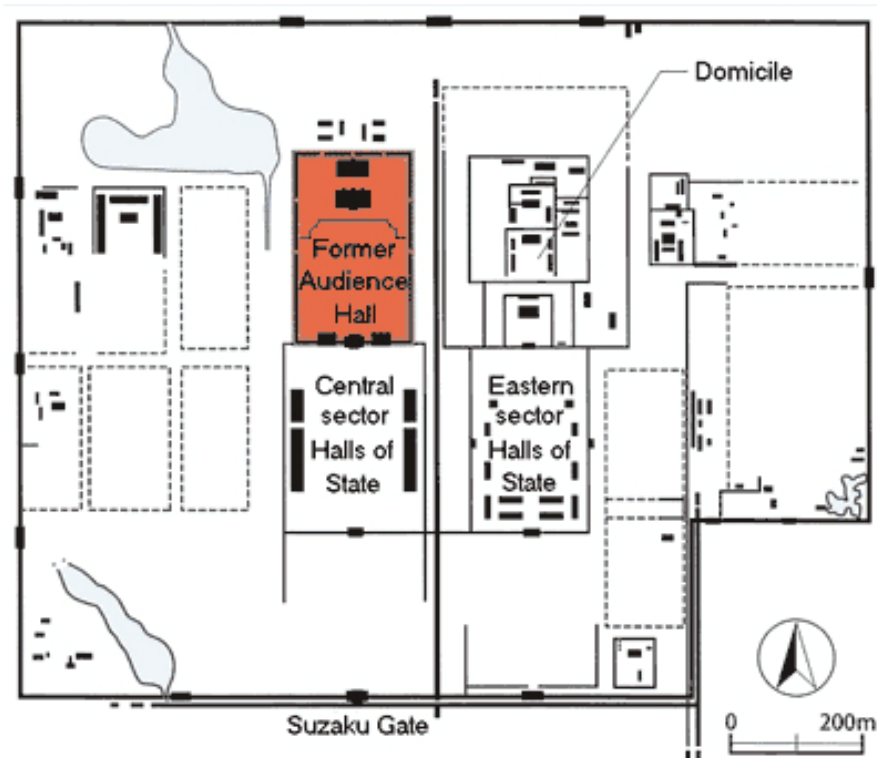 Domicile
Former
Audience
Hall
Central
sector
Halls of
State
Eastern
sector
Halls of
State
Suzaku Gate
0 200m